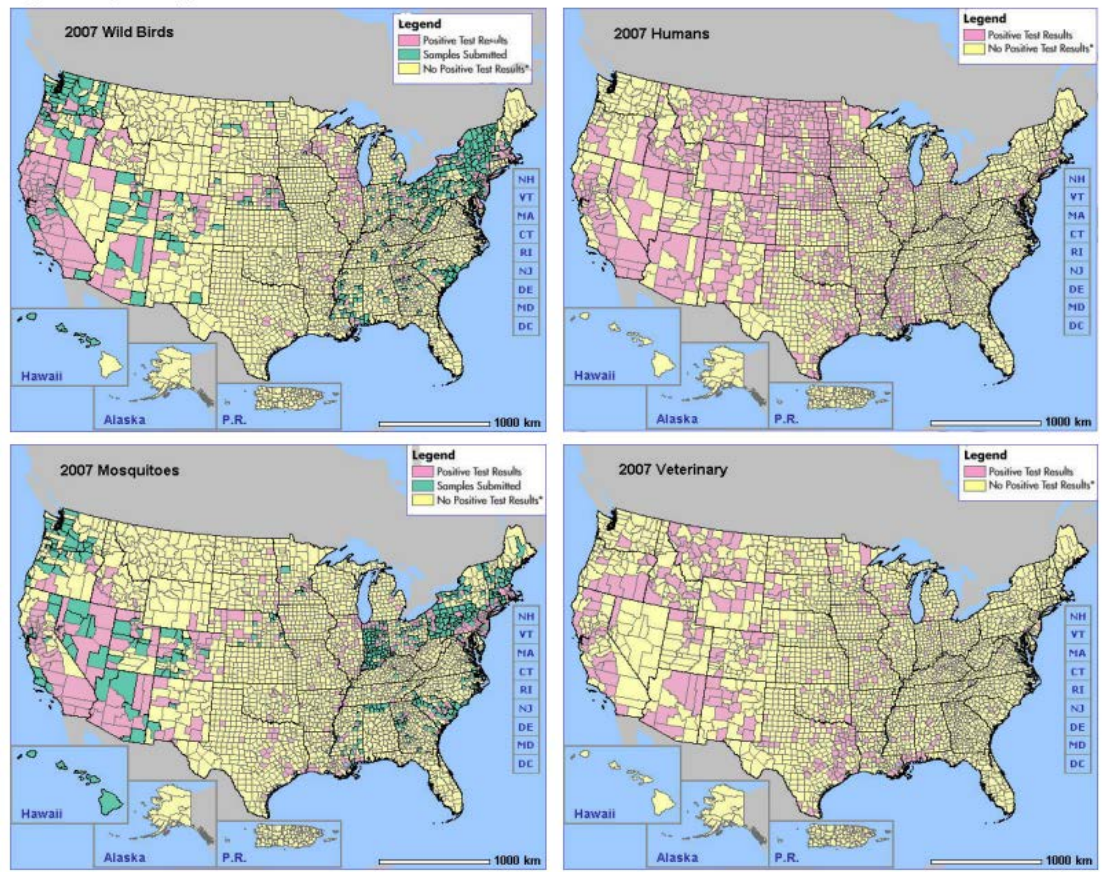 2007 Wild Birds
Legend
Positive Test Results
Samples Submitted
No Positive Test Results*
NH
VT
MA
CT
RI
NJ
DE
MD
DC
Hawaii
Alaska
P.R.
1000 km
2007 Humans
Legend
Positive Test Results
No Positive Test Results*
NH
VT
MA
CT
RI
NJ
DE
MD
DC
Hawaii
Alaska
P.R.
1000 km
2007 Mosquitoes
Legend
Positive Test Results
Samples Submitted
No Positive Test Results*
NH
VT
MA
CT
RI
NJ
DE
MD
DC
Hawaii
Alaska
P.R.
1000 km
2007 Veterinary
Legend
Positive Test Results
No Positive Test Results*
NH
VT
MA
CT
RI
NJ
DE
MD
DC
Hawaii
Alaska
P.R.
1000 km